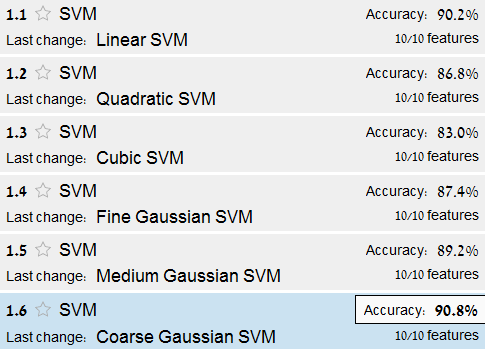 1.1 SVM Accuracy: 90.2%
Last change: Linear SVM 10/10 features
1.2 SVM Accuracy: 86.8%
Last change: Quadratic SVM 10/10 features
1.3 SVM Accuracy: 83.0%
Last change: Cubic SVM 10/10 features
1.4 SVM Accuracy: 87.4%
Last change: Fine Gaussian SVM 10/10 features
1.5 SVM Accuracy: 89.2%
Last change: Medium Gaussian SVM 10/10 features
1.6 SVM Accuracy: 90.8%
Last change: Coarse Gaussian SVM 10/10 features